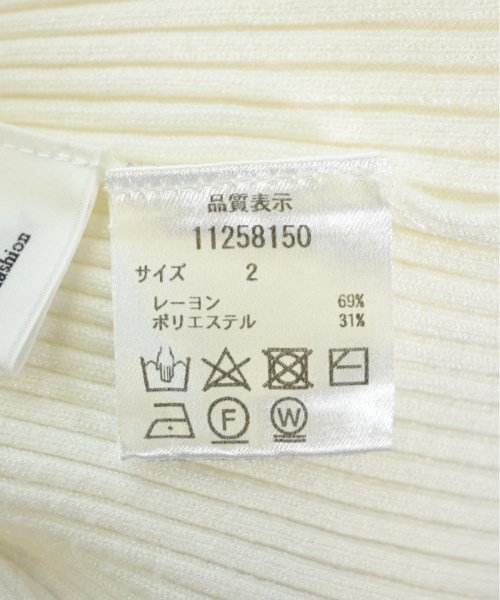 品質表示
11258150
サイズ 2
レーヨン 69%
ポリエステル 31%
F W